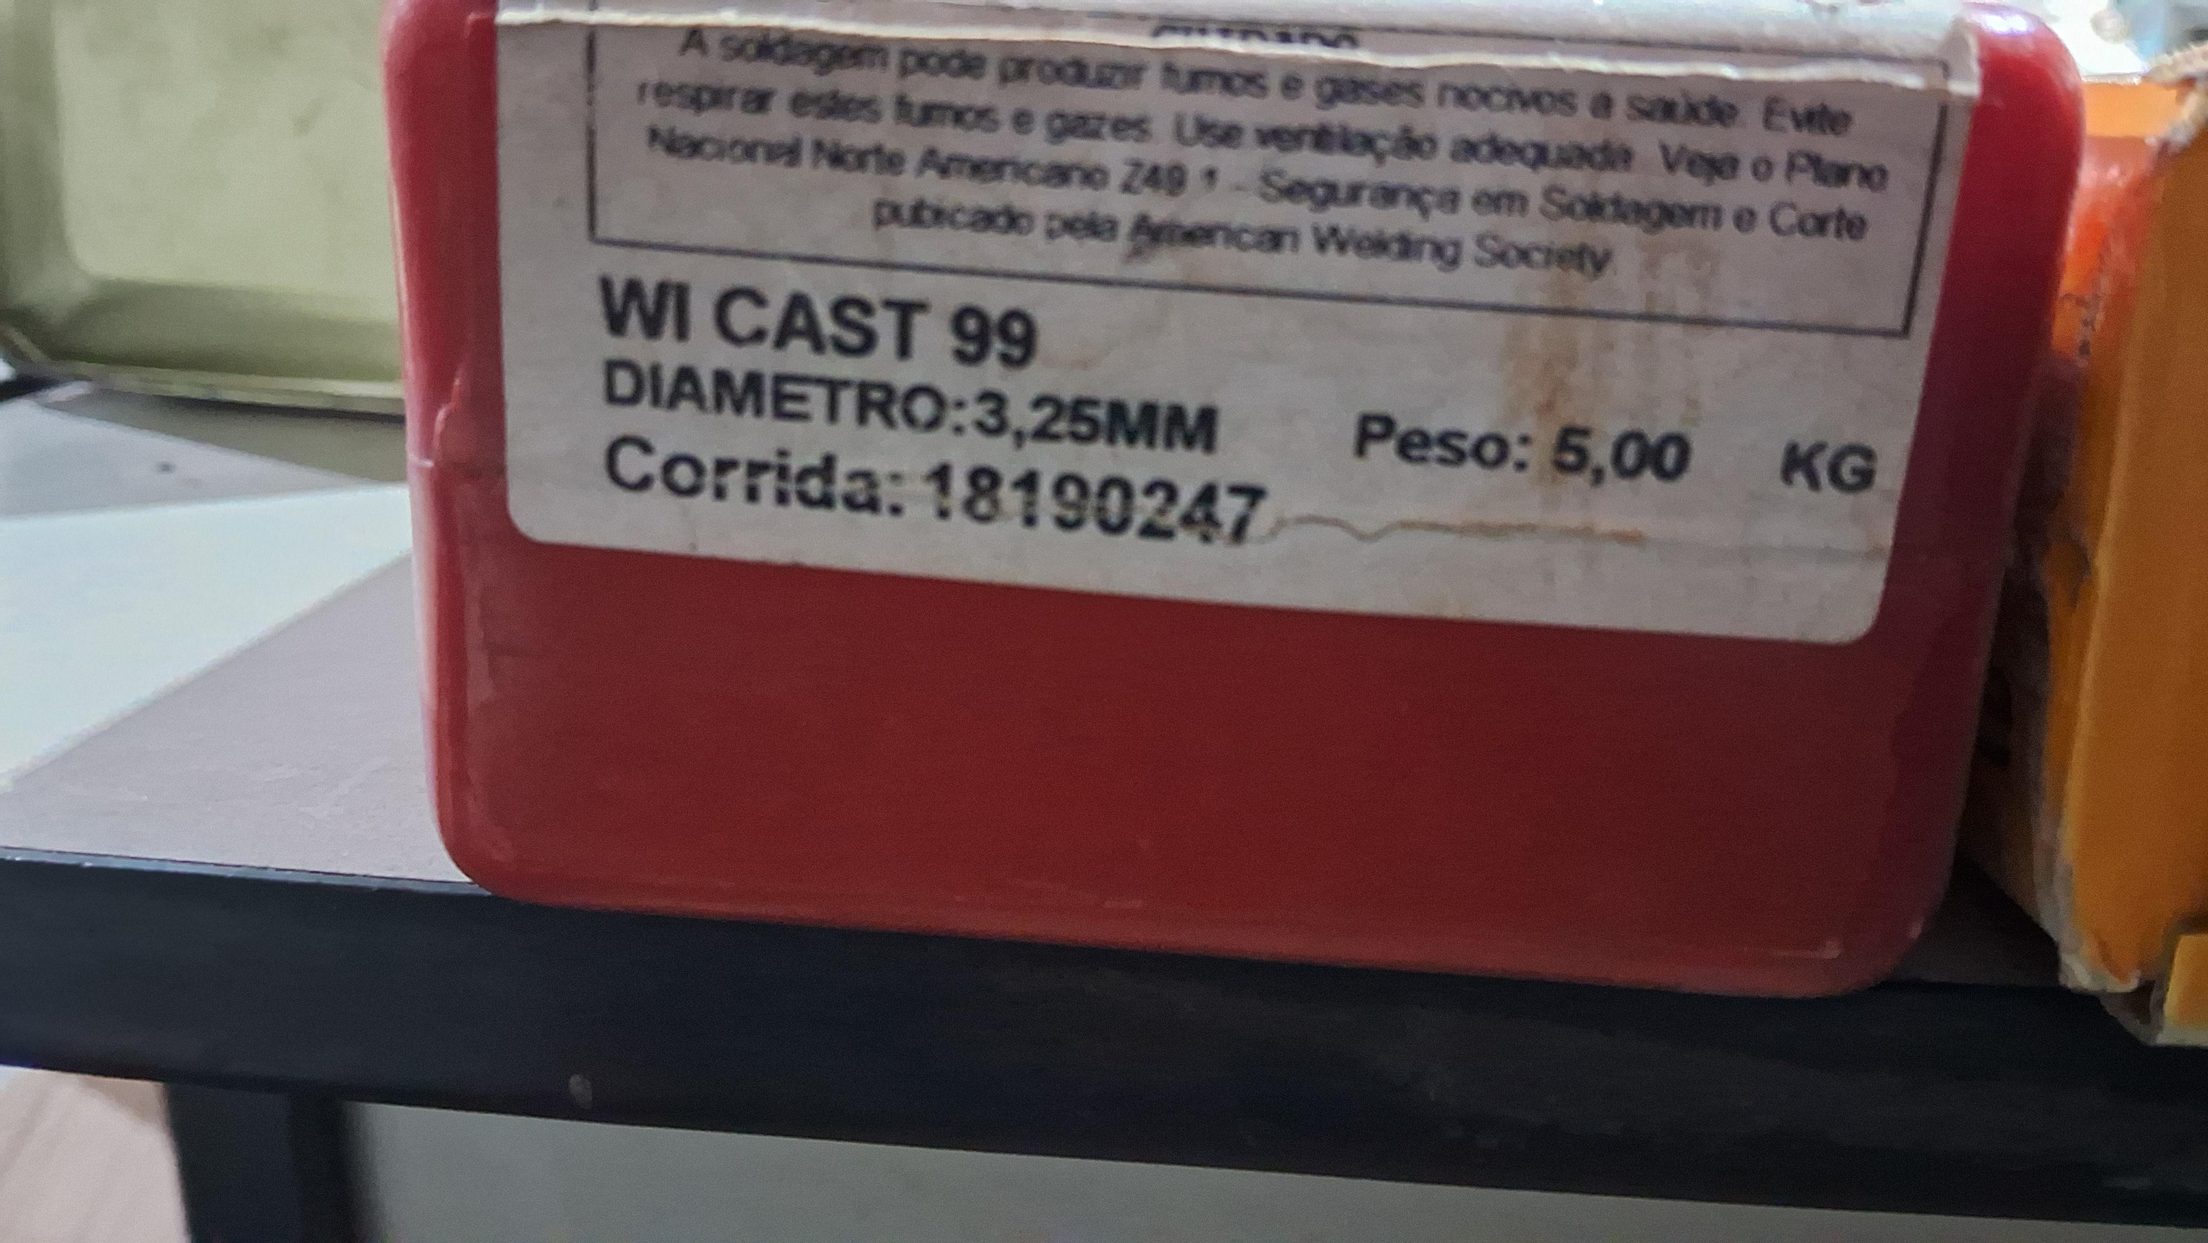 CUIDADO
A soldagem pode produzir fumos e gases nocivos a saúde. Evite
respirar estes fumos e gazes. Use ventilação adequada. Veja o Plano
Nacional Norte Americano Z49 1 - Segurança em Soldagem e Corte
pubicado pela American Welding Society.
WI CAST 99
DIAMETRO:3,25MM Peso: 5,00 KG
Corrida: 18190247